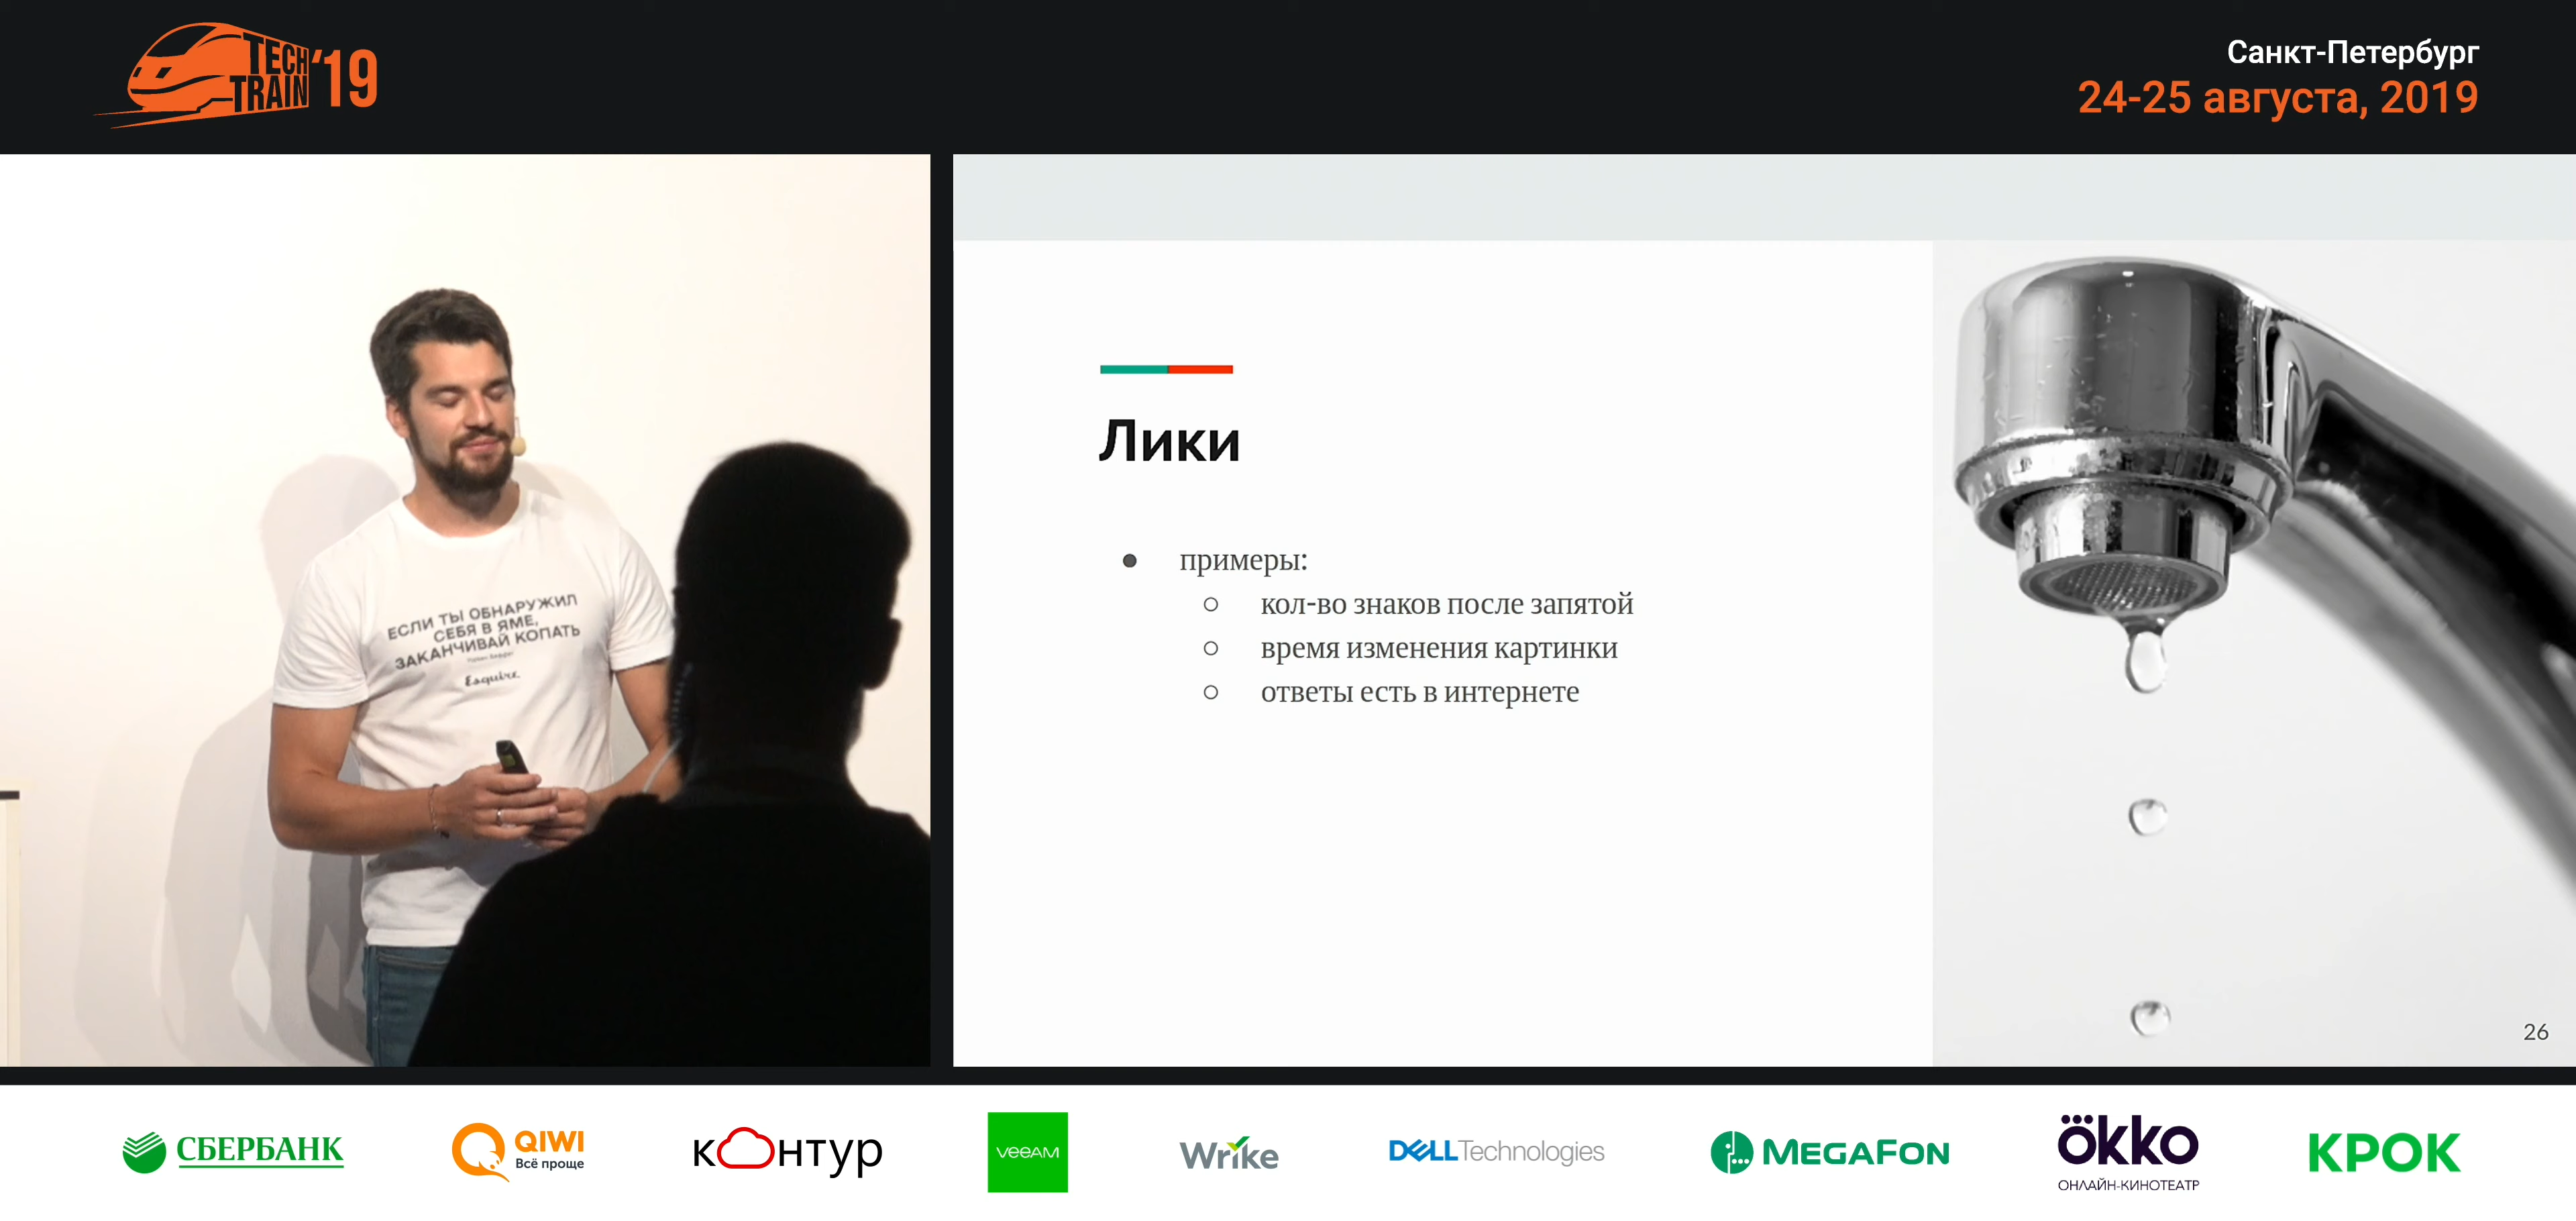 TECH
TRAIN'19
Санкт-Петербург
24-25 августа, 2019
ЕСЛИ ТЫ ОБНАРУЖИЛ
СЕБЯ В ЯМЕ,
ЗАКАНЧИВАЙ КОПАТЬ
Esquire
Лики
примеры:
кол-во знаков после запятой
время изменения картинки
ответы есть в интернете
26
СБЕРБАНК
QIWI
Всё проще
контур
veeAM
Wrike
DELL Technologies
MEGAFON
ökko
ОНЛАЙН-КИНОТЕАТР
КРОК